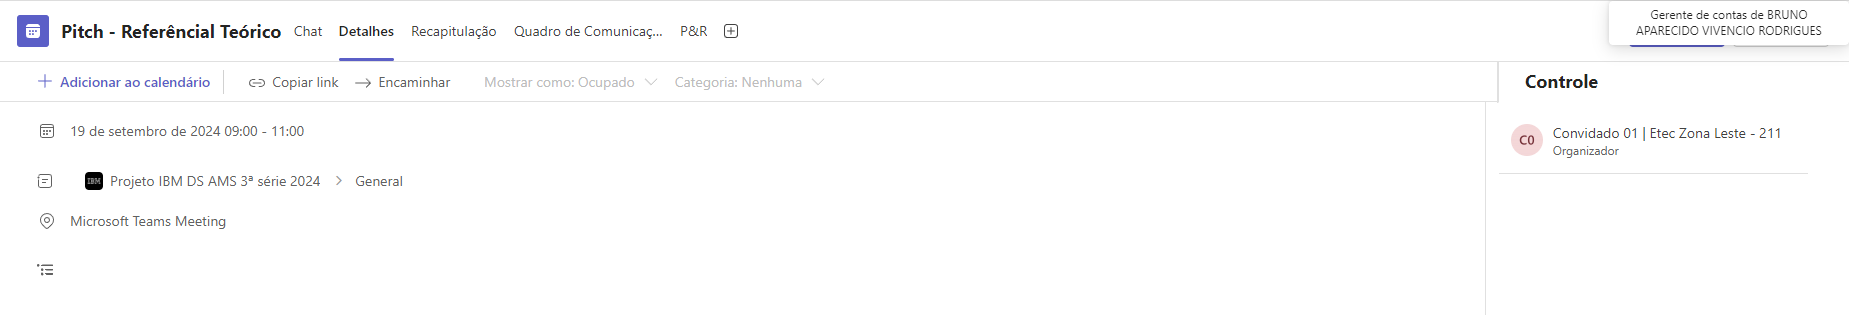 Pitch - Referêncial Teórico
Chat
Detalhes
Recapitulação
Quadro de Comunicaç...
P&R
Gerente de contas de BRUNO
APARECIDO VIVENCIO RODRIGUES
Adicionar ao calendário
Copiar link
Encaminhar
Mostrar como: Ocupado
Categoria: Nenhuma
Controle
19 de setembro de 2024 09:00 - 11:00
C0
Convidado 01 | Etec Zona Leste - 211
Organizador
IBM
Projeto IBM DS AMS 3ª série 2024 > General
Microsoft Teams Meeting